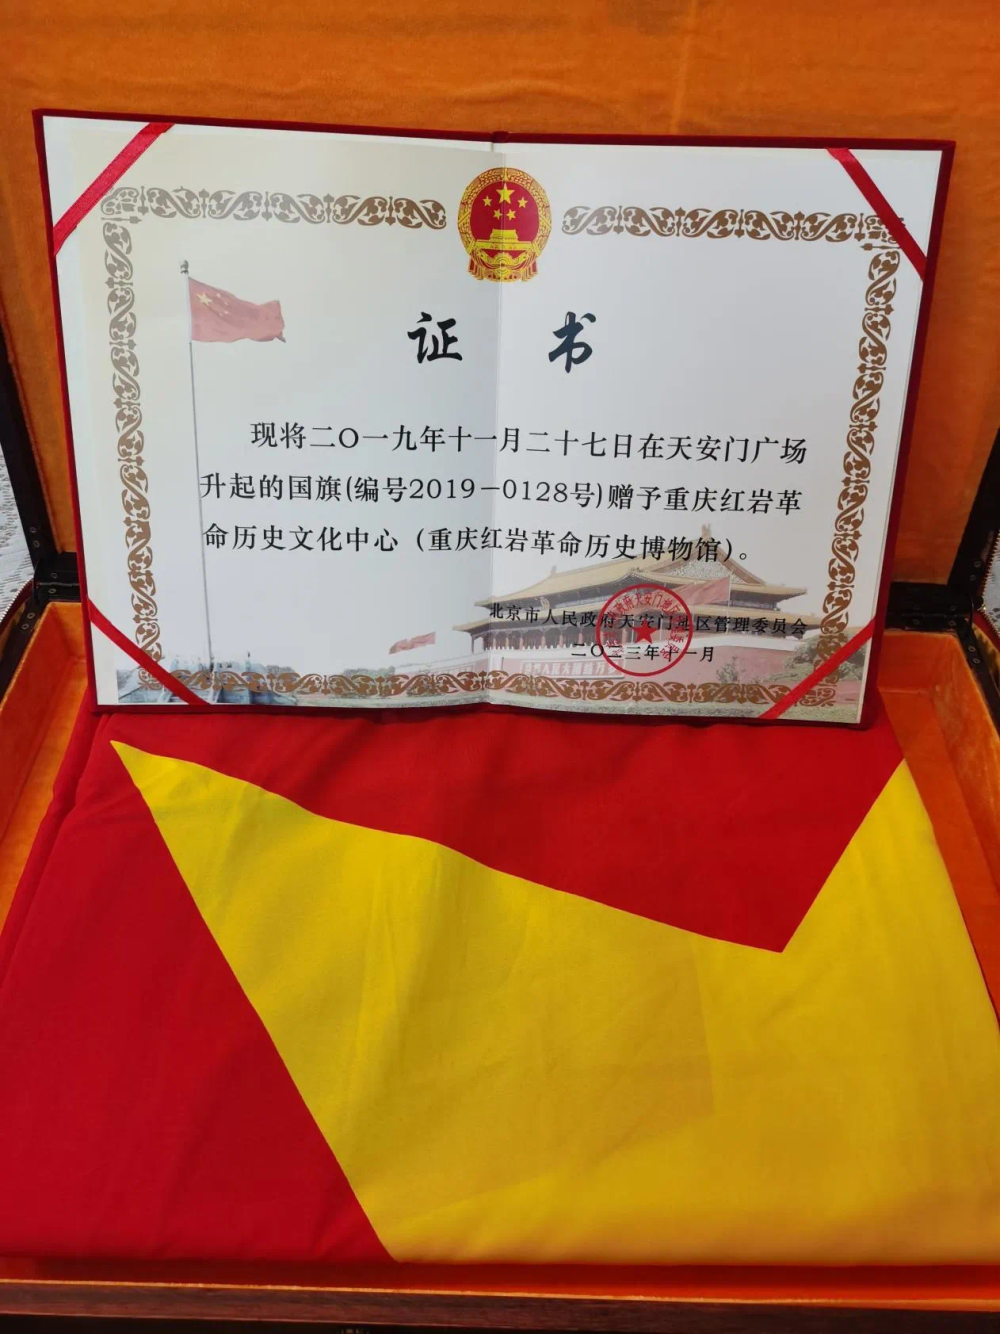 证 书
现将二〇一九年十一月二十七日在天安门广场
升起的国旗(编号2019－0128号)赠予重庆红岩革
命历史文化中心（重庆红岩革命历史博物馆）。
北京市人民政府天安门地区管理委员会
二〇二三年十一月